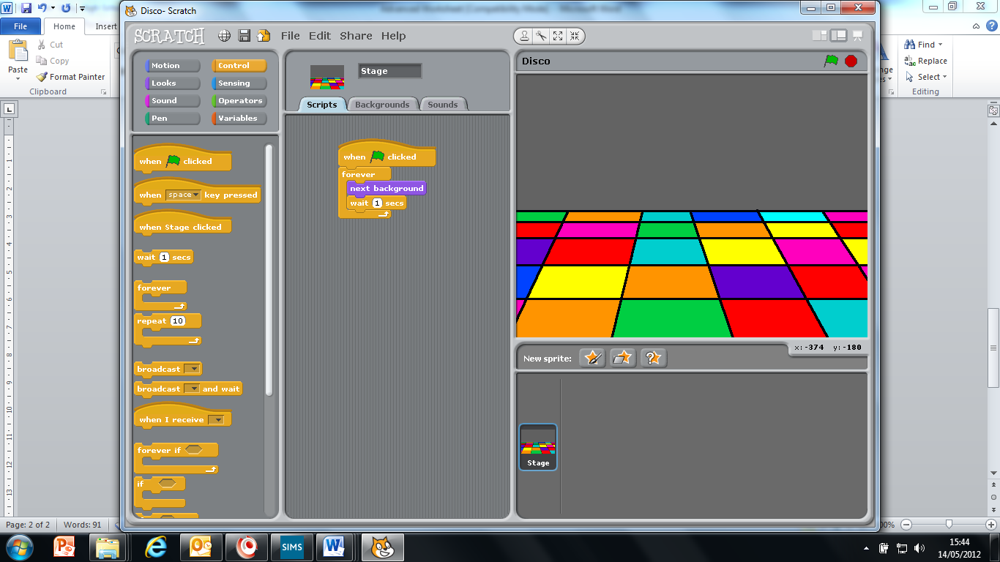 Disco- Scratch
File
Home
Insert
Paste
Cut
Copy
Format Painter
Clipboard
Find
Replace
Select
Editing
SCRATCH
File Edit Share Help
Motion Control
Looks Sensing
Sound Operators
Pen Variables
Stage
Scripts Backgrounds Sounds
when clicked
when space key pressed
when Stage clicked
wait 1 secs
forever
repeat 10
broadcast
broadcast and wait
when I receive
forever if
if
when clicked
forever
next background
wait 1 secs
Disco
x: -374 y: -180
New sprite:
Stage
Page: 2 of 2 Words: 91
SIMS
15:44
14/05/2012